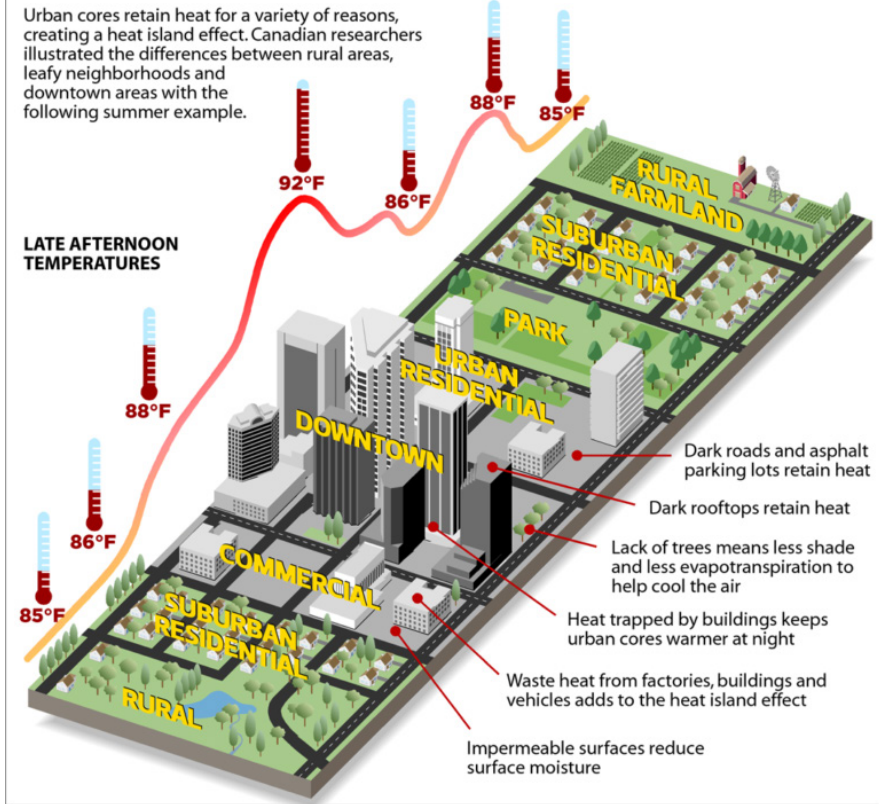 Urban cores retain heat for a variety of reasons,
creating a heat island effect. Canadian researchers
illustrated the differences between rural areas,
leafy neighborhoods and
downtown areas with the
following summer example.
88°F
85°F
92°F
86°F
LATE AFTERNOON
TEMPERATURES
88°F
86°F
85°F
RURAL
FARMLAND
SUBURBAN
RESIDENTIAL
PARK
URBAN
RESIDENTIAL
DOWNTOWN
COMMERCIAL
SUBURBAN
RESIDENTIAL
RURAL
Dark roads and asphalt
parking lots retain heat
Dark rooftops retain heat
Lack of trees means less shade
and less evapotranspiration to
help cool the air
Heat trapped by buildings keeps
urban cores warmer at night
Waste heat from factories, buildings and
vehicles adds to the heat island effect
Impermeable surfaces reduce
surface moisture